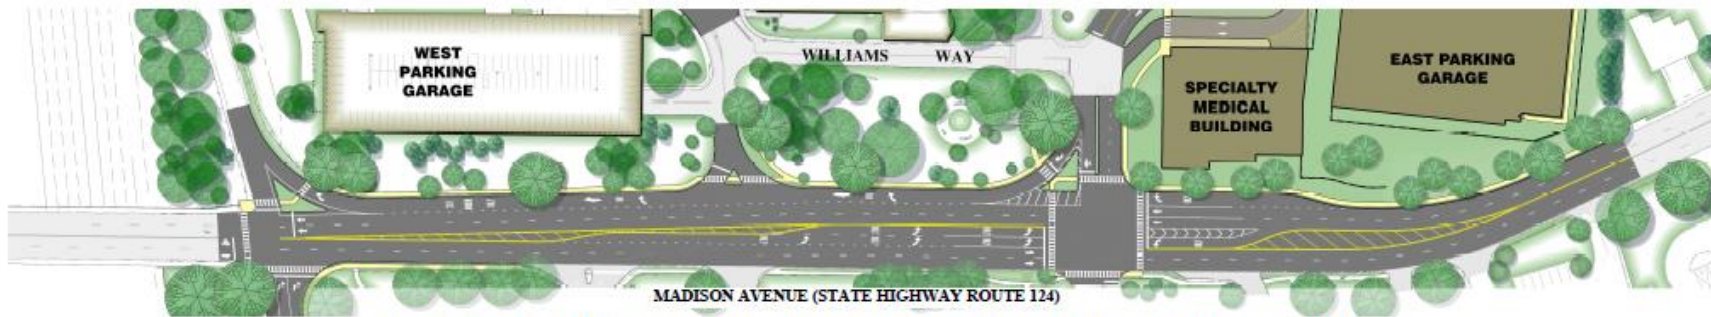 WEST
PARKING
GARAGE
WILLIAMS WAY
SPECIALTY
MEDICAL
BUILDING
EAST PARKING
GARAGE
MADISON AVENUE (STATE HIGHWAY ROUTE 124)